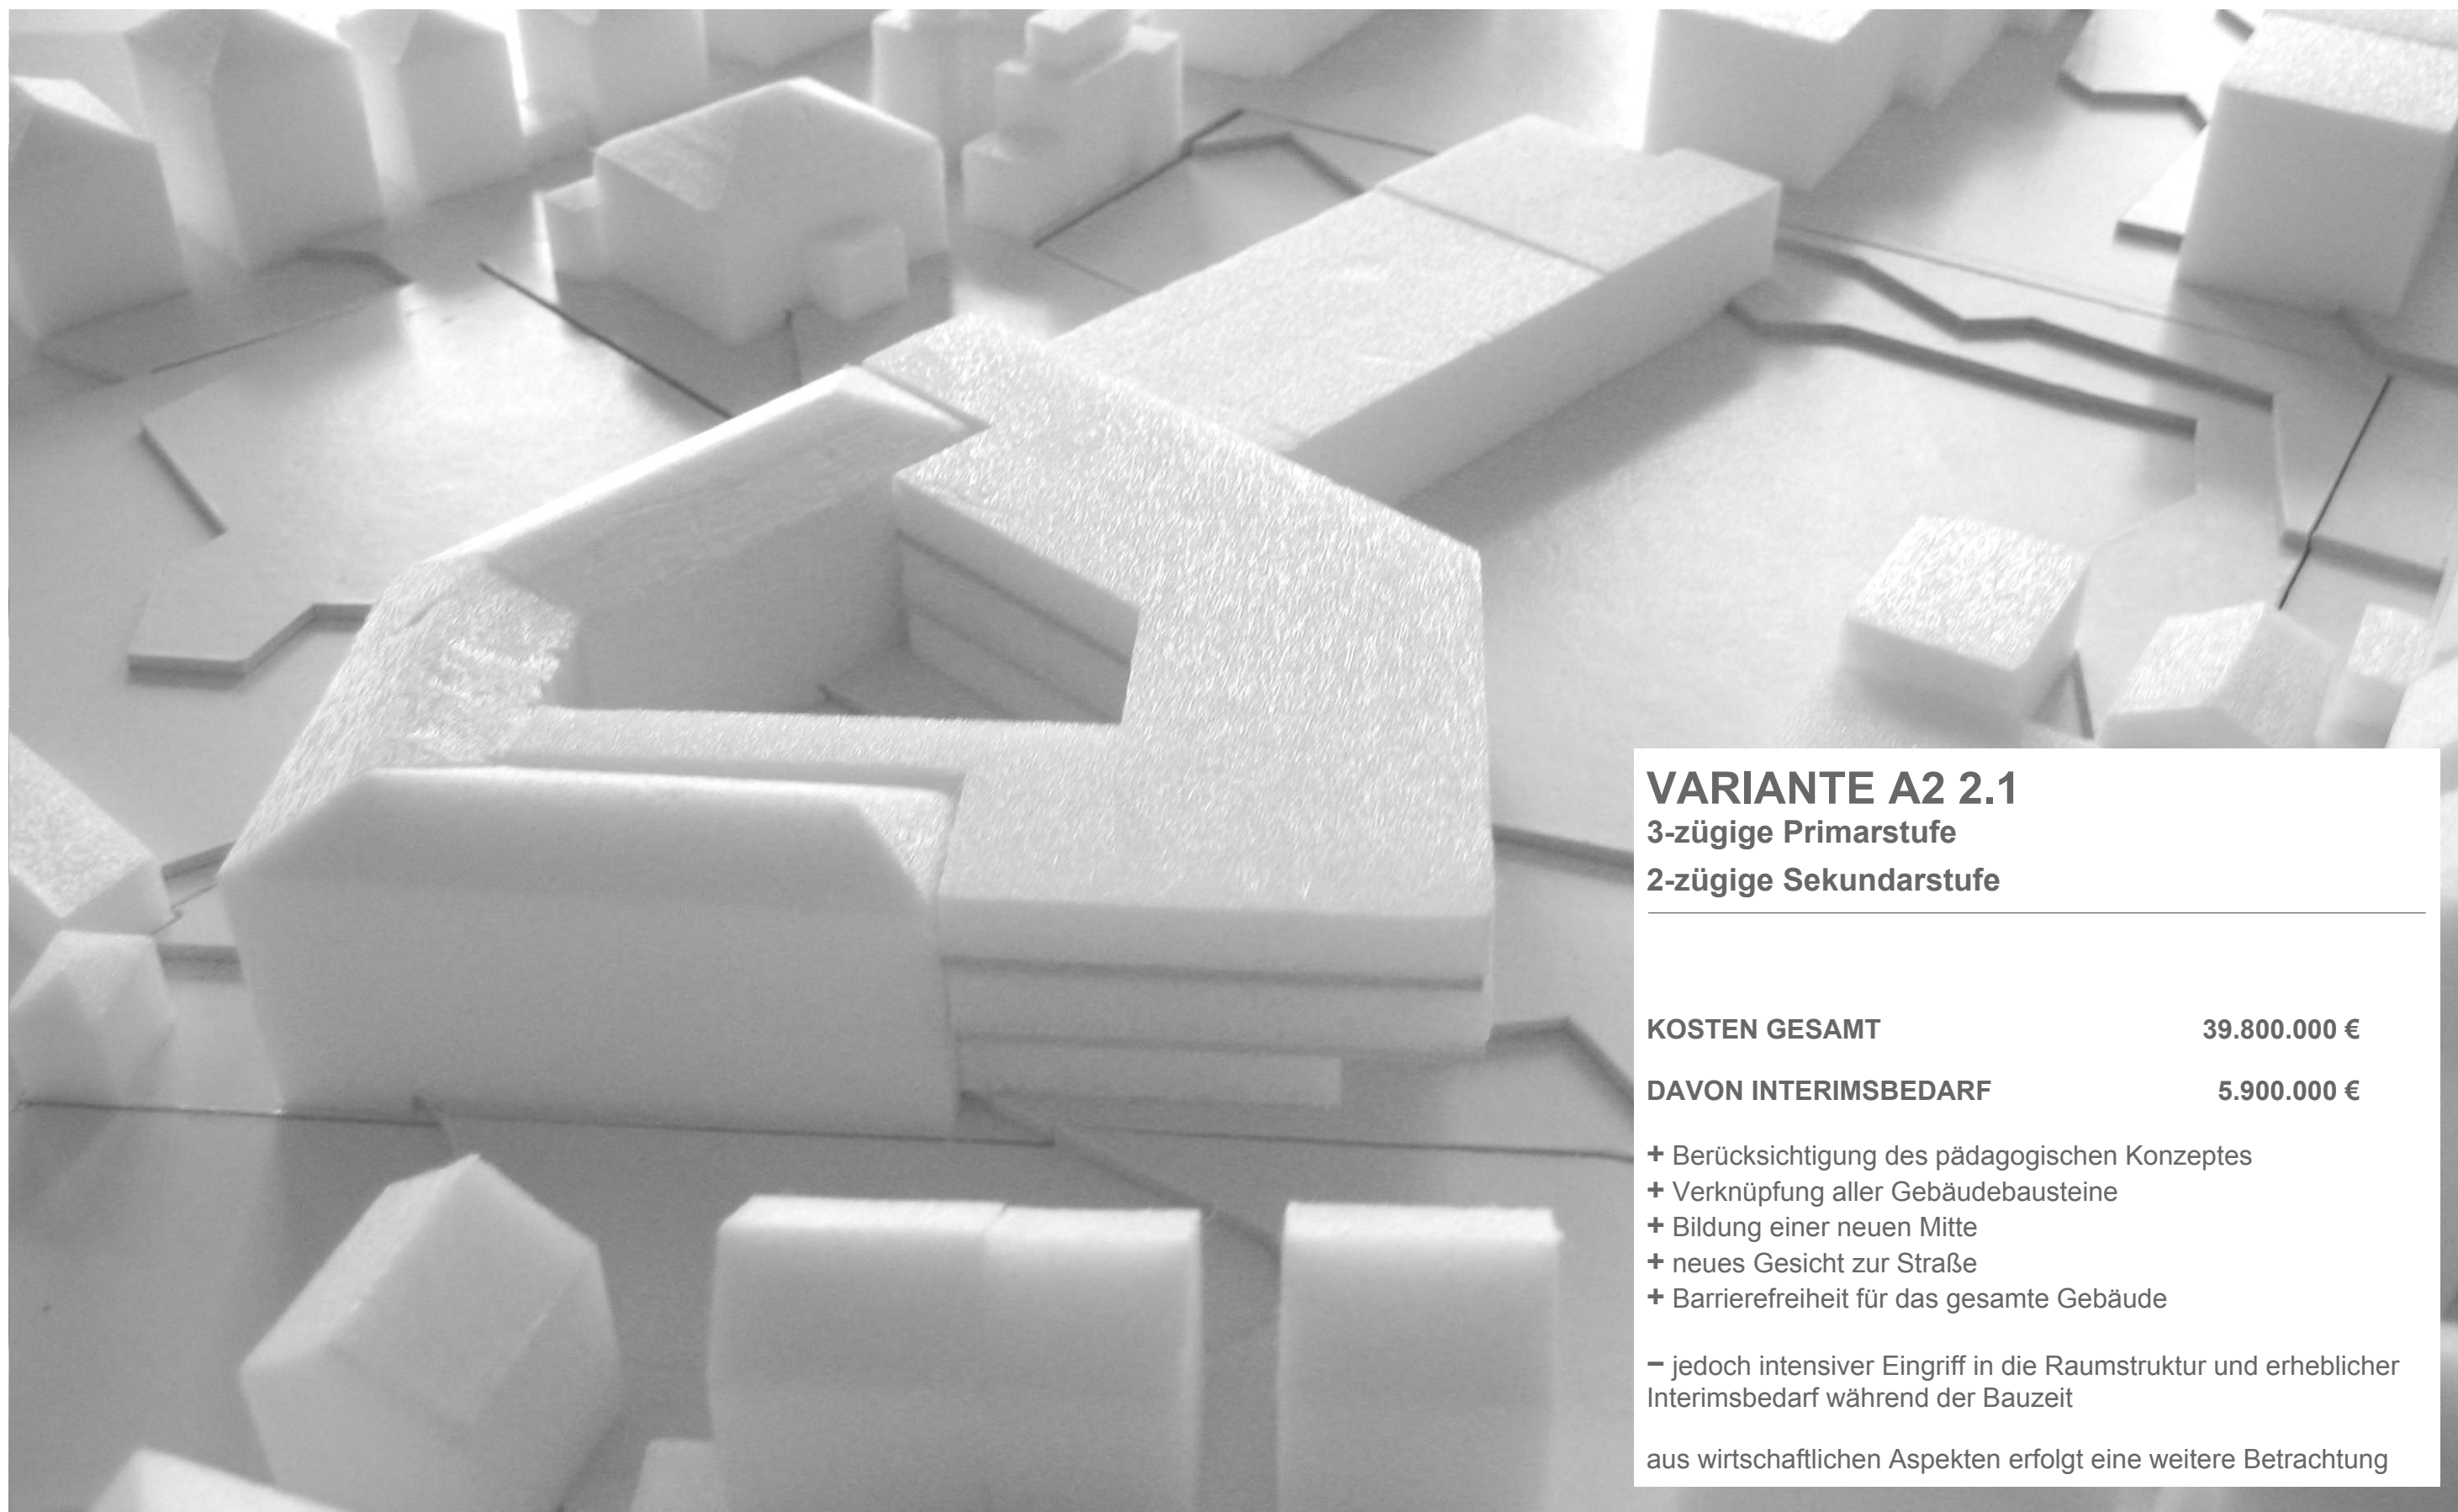 VARIANTE A2 2.1
3-zügige Primarstufe
2-zügige Sekundarstufe
KOSTEN GESAMT 39.800.000 €
DAVON INTERIMSBEDARF 5.900.000 €
+ Berücksichtigung des pädagogischen Konzeptes
+ Verknüpfung aller Gebäudebausteine
+ Bildung einer neuen Mitte
+ neues Gesicht zur Straße
+ Barrierefreiheit für das gesamte Gebäude
− jedoch intensiver Eingriff in die Raumstruktur und erheblicher
Interimsbedarf während der Bauzeit
aus wirtschaftlichen Aspekten erfolgt eine weitere Betrachtung